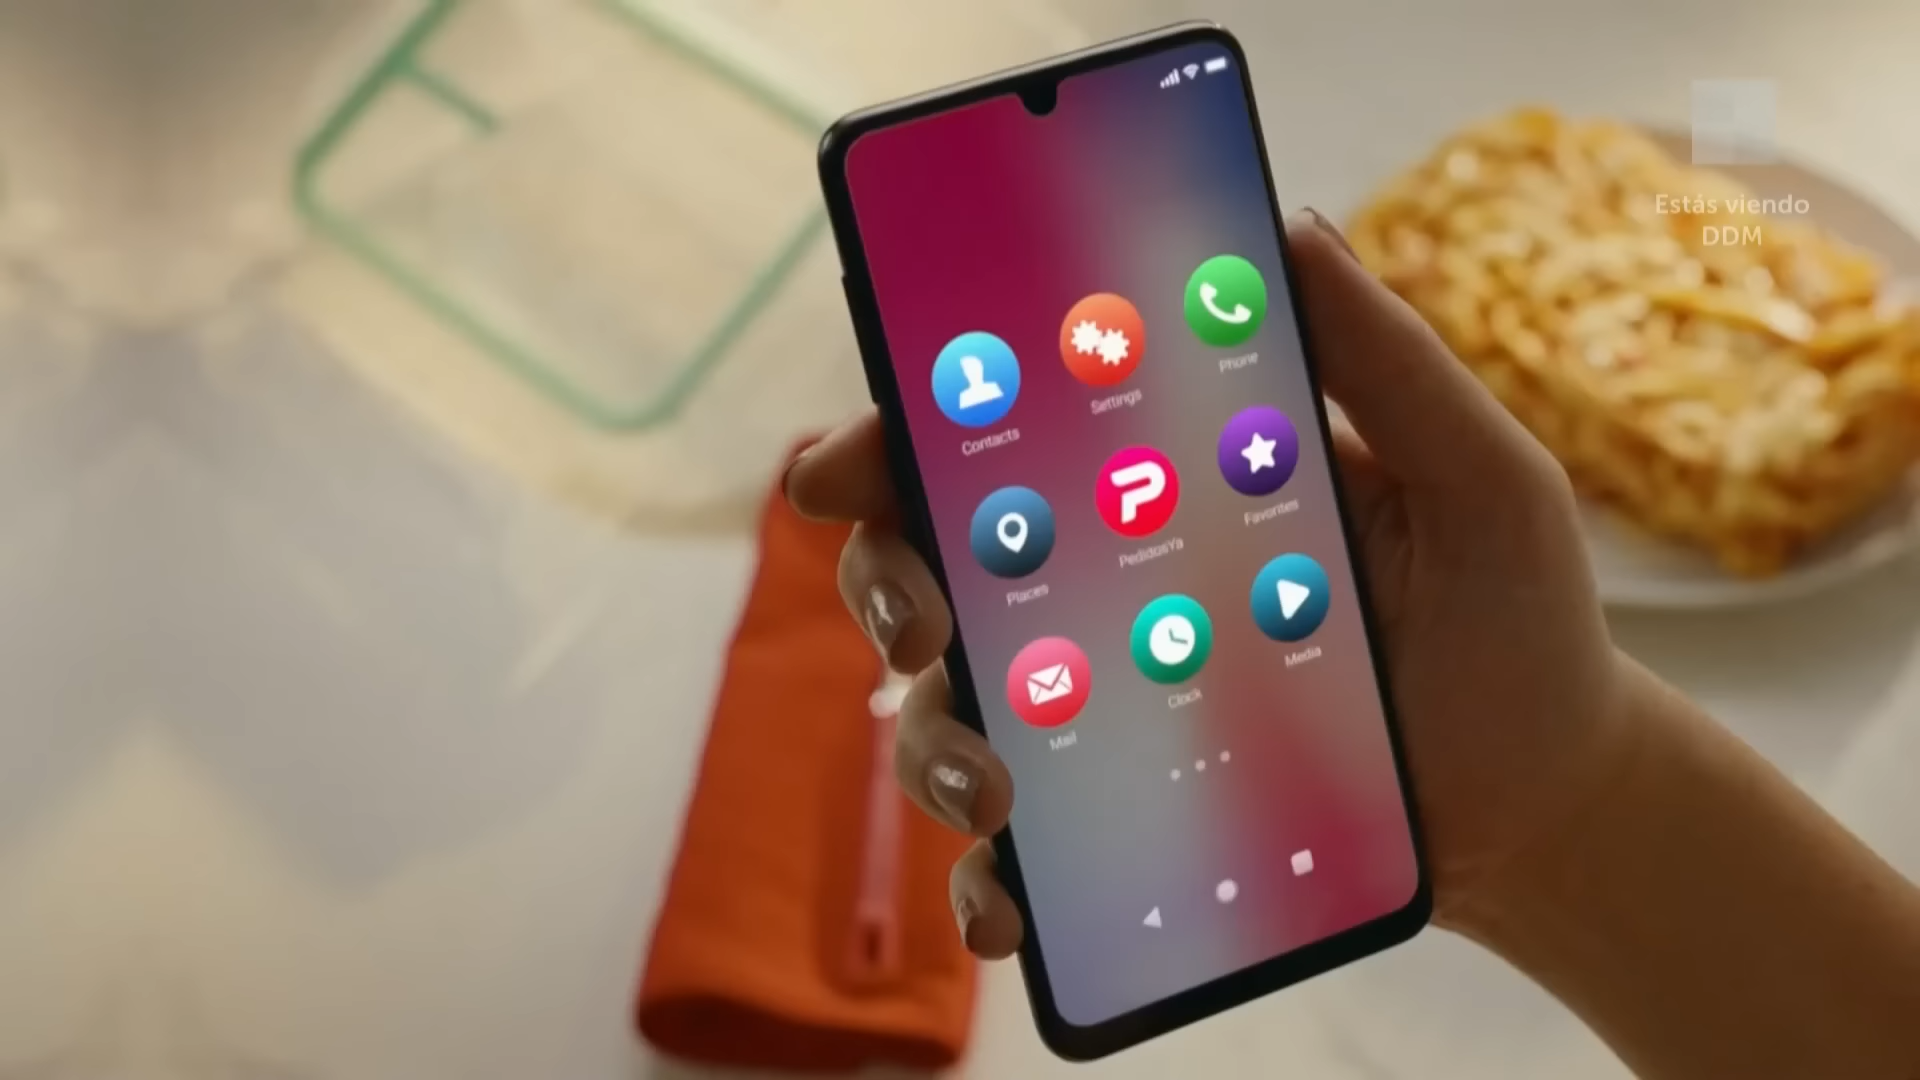 Estás viendo
DDM
Phone
Settings
Contacts
Favorites
PedidosYa
Places
Media
Clock
Mail